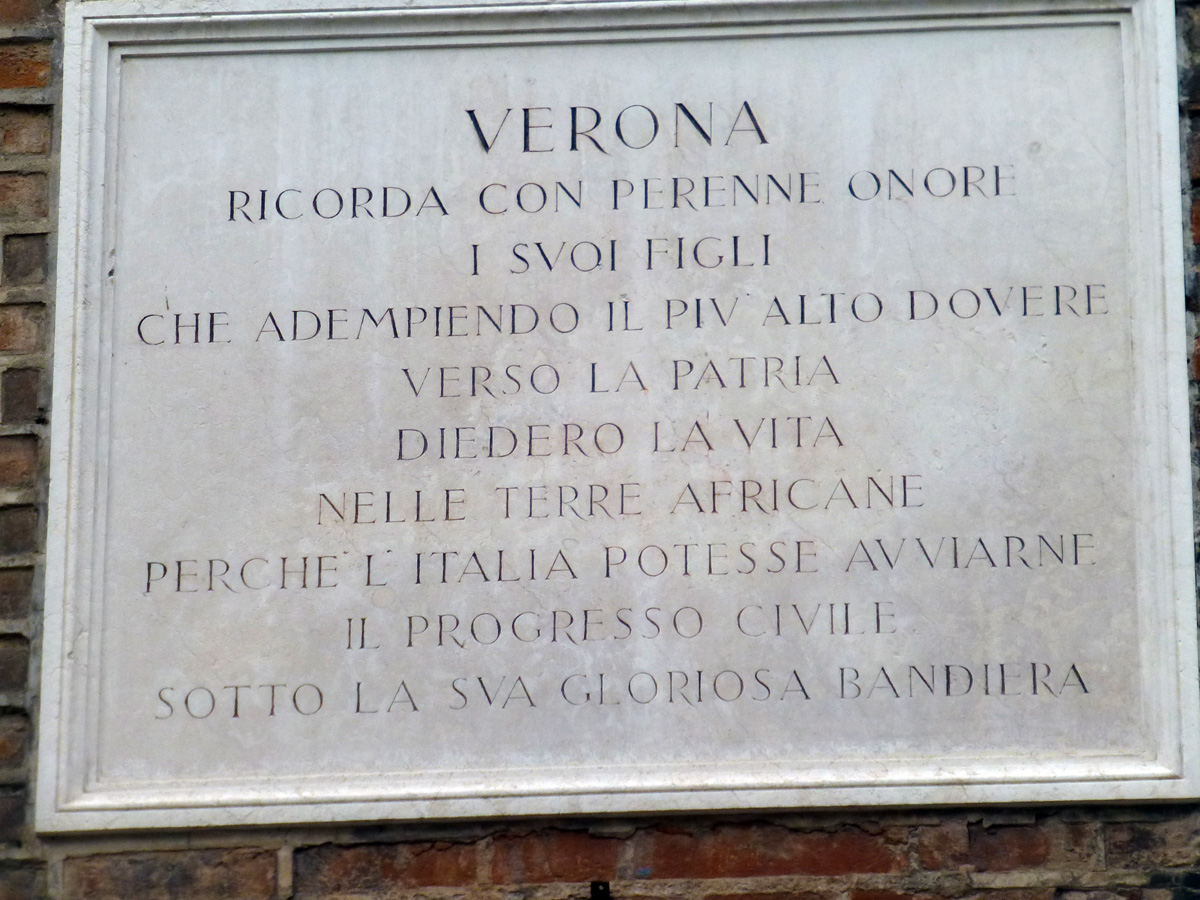 VERONA
RICORDA CON PERENNE ONORE
I SVOI FIGLI
CHE ADEMPIENDO IL PIV' ALTO DOVERE
VERSO LA PATRIA
DIEDERO LA VITA
NELLE TERRE AFRICANE
PERCHE' L'ITALIA POTESSE AVVIARNE
IL PROGRESSO CIVILE
SOTTO LA SVA GLORIOSA BANDIERA